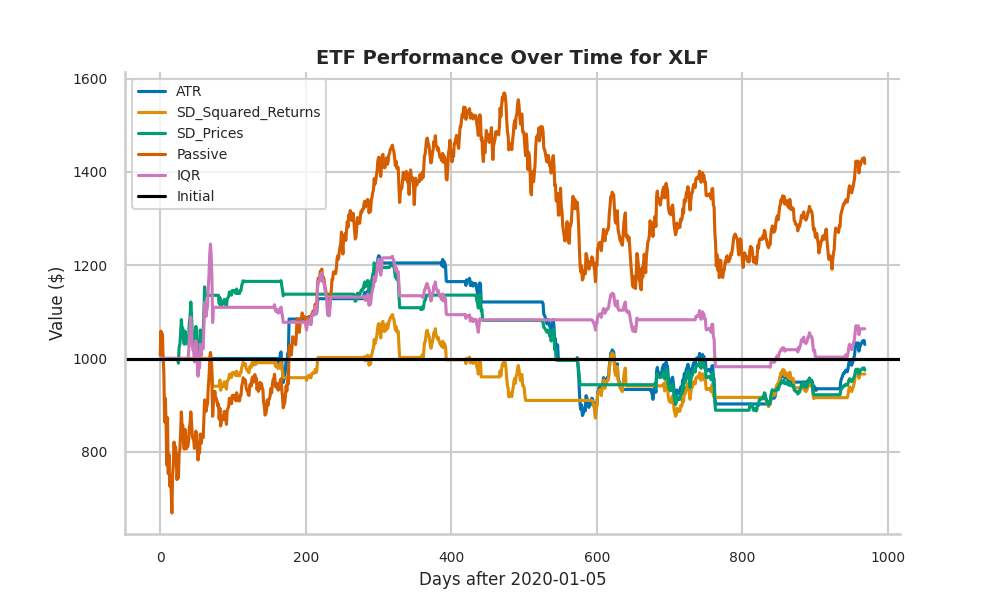 ETF Performance Over Time for XLF
ATR
SD_Squared_Returns
SD_Prices
Passive
IQR
Initial
Value ($)
1600
1400
1200
1000
800
0 200 400 600 800 1000
Days after 2020-01-05